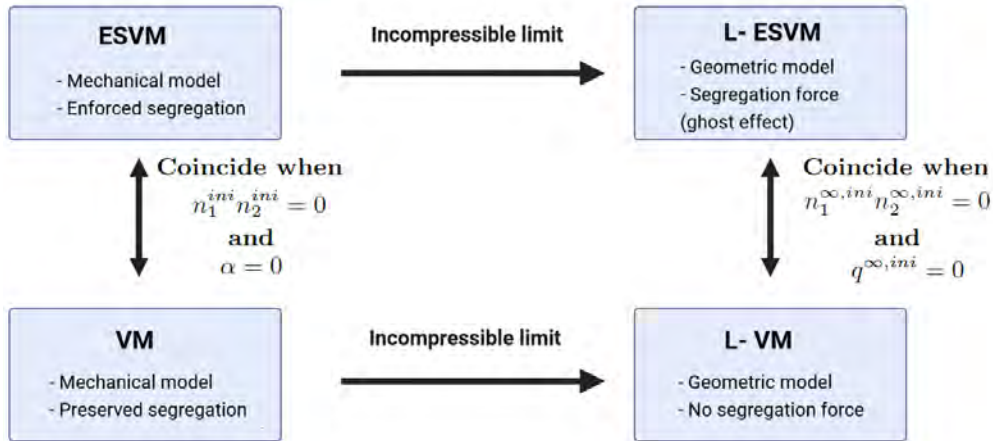 ESVM
- Mechanical model
- Enforced segregation
Incompressible limit
L- ESVM
- Geometric model
- Segregation force
(ghost effect)
Coincide when
n_1^{ini} n_2^{ini} = 0
and
α = 0
Coincide when
n_1^{∞,ini} n_2^{∞,ini} = 0
and
q^{∞,ini} = 0
VM
- Mechanical model
- Preserved segregation
Incompressible limit
L- VM
- Geometric model
- No segregation force